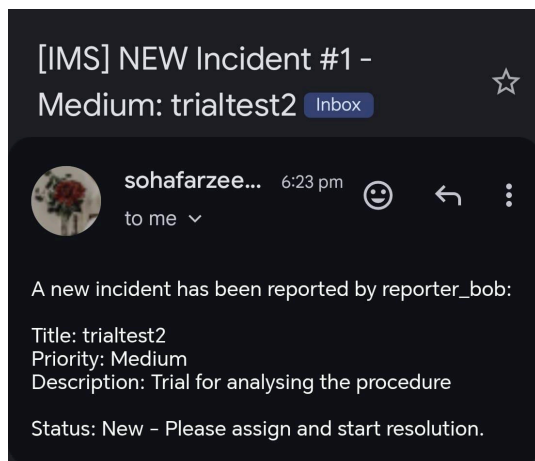 [IMS] NEW Incident #1 -
Medium: trialtest2 Inbox
sohafarzee... 6:23 pm
to me
A new incident has been reported by reporter_bob:
Title: trialtest2
Priority: Medium
Description: Trial for analysing the procedure
Status: New - Please assign and start resolution.